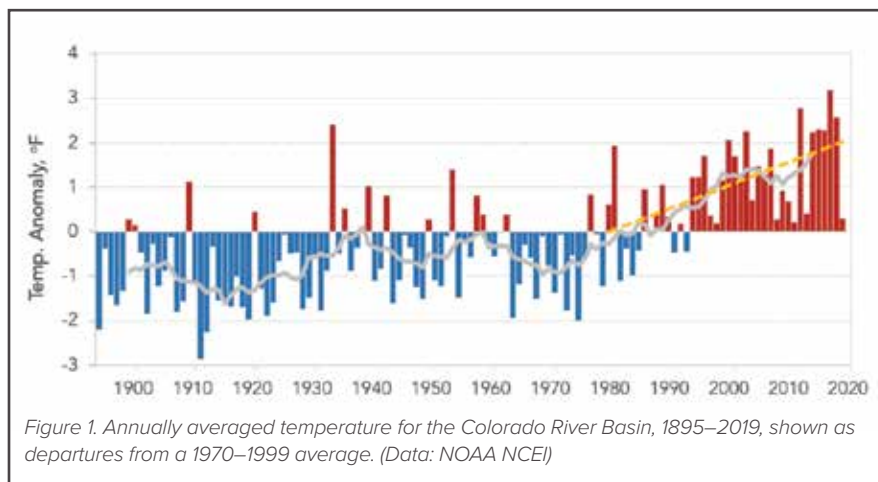 4
3
2
1
0
-1
-2
-3
Temp. Anomaly, °F
1900 1910 1920 1930 1940 1950 1960 1970 1980 1990 2000 2010 2020
Figure 1. Annually averaged temperature for the Colorado River Basin, 1895–2019, shown as
departures from a 1970–1999 average. (Data: NOAA NCEI)